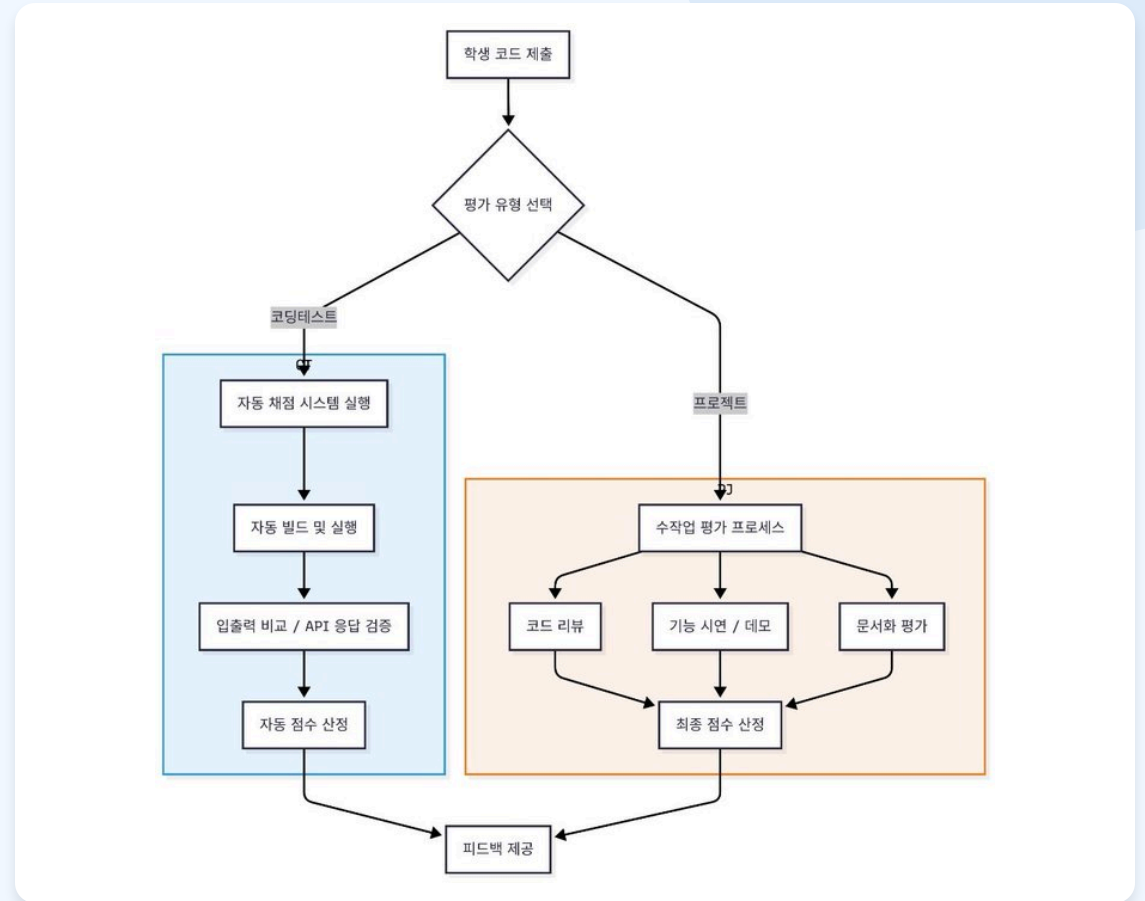 학생 코드 제출
평가 유형 선택
코딩테스트
프로젝트
CT
자동 채점 시스템 실행
자동 빌드 및 실행
입출력 비교 / API 응답 검증
자동 점수 산정
PJ
수작업 평가 프로세스
코드 리뷰
기능 시연 / 데모
문서화 평가
최종 점수 산정
피드백 제공